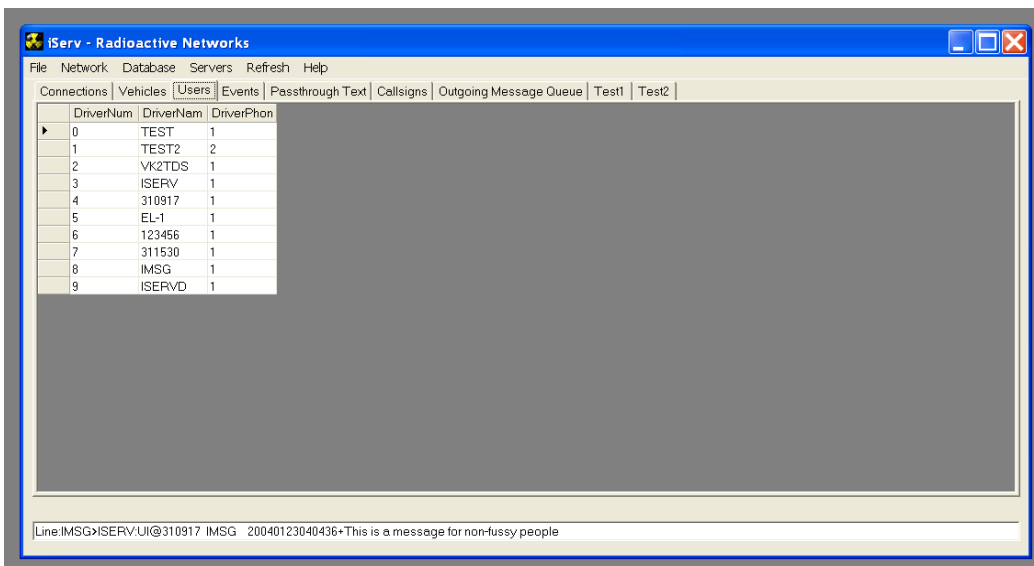 iServ - Radioactive Networks
File Network Database Servers Refresh Help
Connections Vehicles Users Events Passthrough Text Callsigns Outgoing Message Queue Test1 Test2
DriverNum DriverNam DriverPhon
0 TEST 1
1 TEST2 2
2 VK2TDS 1
3 ISERV 1
4 310917 1
5 EL-1 1
6 123456 1
7 311530 1
8 IMSG 1
9 ISERVD 1
Line:IMSG>ISERV:UI@310917 IMSG 20040123040436+This is a message for non-fussy people